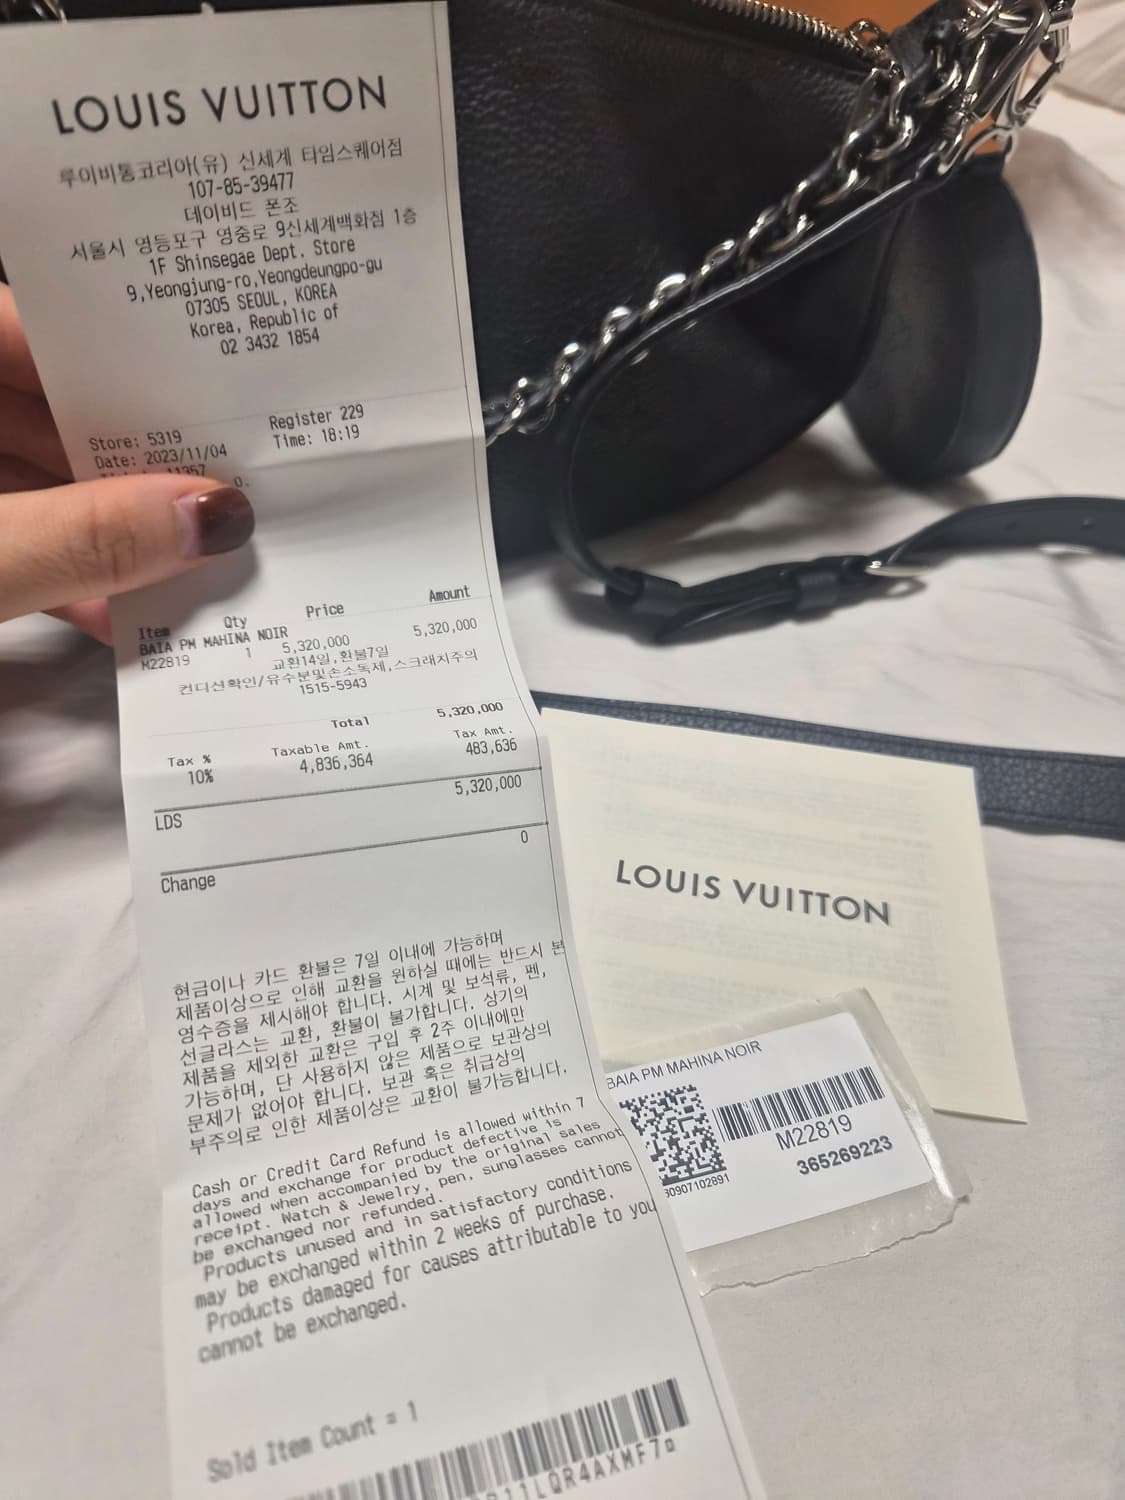 LOUIS VUITTON
루이비통코리아(유) 신세계 타임스퀘어점
107-85-39477
데이비드 폰조
서울시 영등포구 영중로 9신세계백화점 1층
1F Shinsegae Dept. Store
9,Yeongjung-ro,Yeongdeungpo-gu
07305 SEOUL, KOREA
Korea, Republic of
02 3432 1854
Store: 5319 Register 229
Date: 2023/11/04 Time: 18:19
11357
Item Qty Price Amount
BAIA PM MAHINA NOIR
M22819 1 5,320,000 5,320,000
교환14일,환불7일
컨디션확인/유수분및손소독제,스크래치주의
1515-5943
Total 5,320,000
Tax % Taxable Amt. Tax Amt.
10% 4,836,364 483,636
LDS 5,320,000
Change 0
현금이나 카드 환불은 7일 이내에 가능하며
제품이상으로 인해 교환을 원하실 때에는 반드시 본
영수증을 제시해야 합니다. 시계 및 보석류, 펜,
선글라스는 교환, 환불이 불가합니다. 상기의
제품을 제외한 교환은 구입 후 2주 이내에만
가능하며, 단 사용하지 않은 제품으로 보관상의
문제가 없어야 합니다. 보관 혹은 취급상의
부주의로 인한 제품이상은 교환이 불가능합니다.
Cash or Credit Card Refund is allowed within 7
days and exchange for product defective is
allowed when accompanied by the original sales
receipt. Watch & Jewelry, pen, sunglasses cannot
be exchanged nor refunded.
Products unused and in satisfactory conditions
may be exchanged within 2 weeks of purchase.
Products damaged for causes attributable to you
cannot be exchanged.
Sold Item Count = 1
LOUIS VUITTON
BAIA PM MAHINA NOIR
M22819
365269223
30907102891